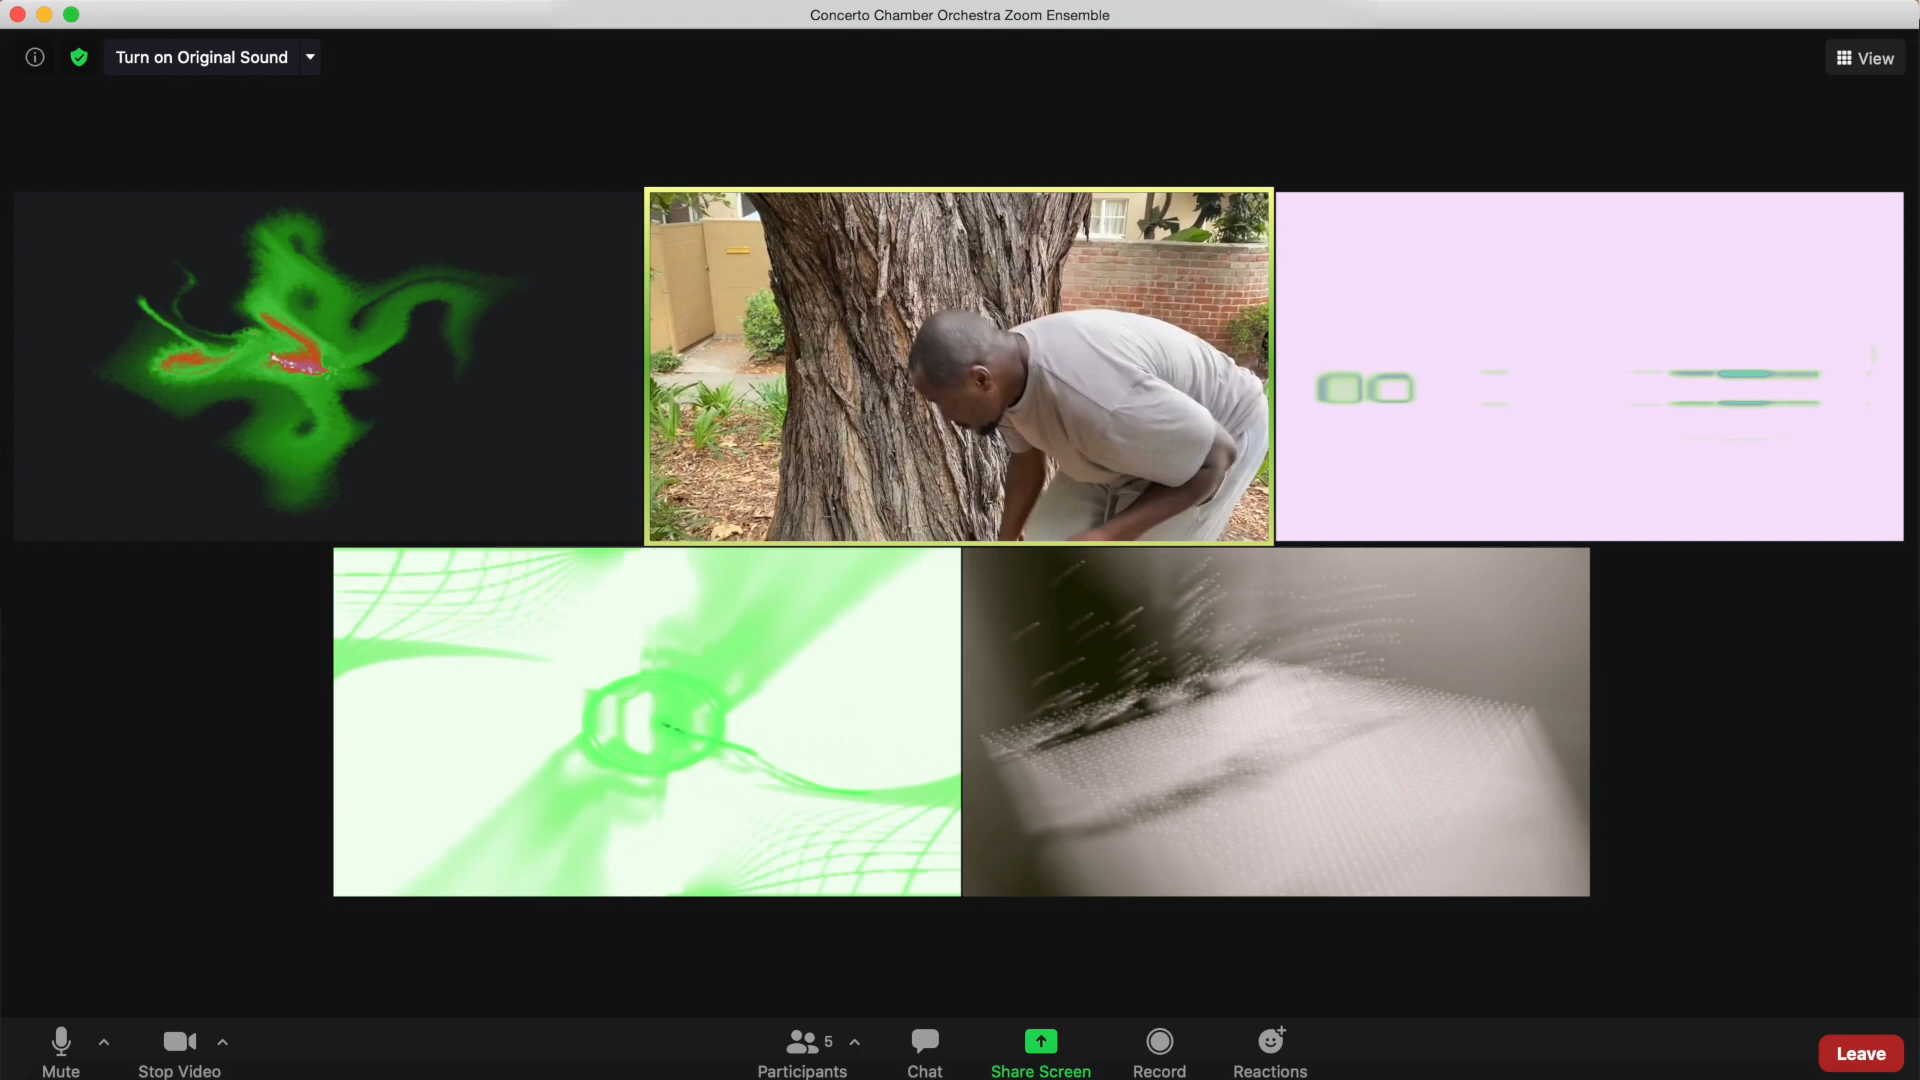 Concerto Chamber Orchestra Zoom Ensemble
Turn on Original Sound
View
Mute
Stop Video
5
Participants
Chat
Share Screen
Record
Reactions
Leave